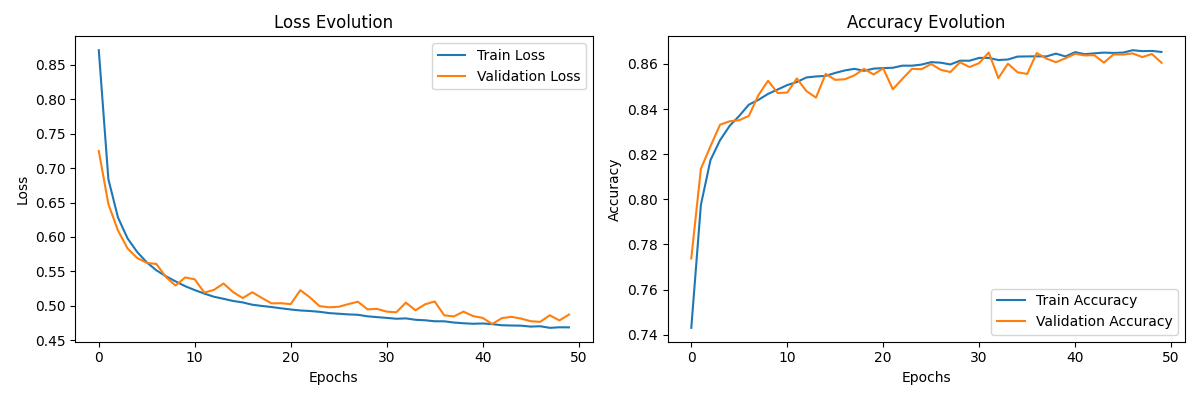 Loss Evolution
Loss
0.85
0.80
0.75
0.70
0.65
0.60
0.55
0.50
0.45
Train Loss
Validation Loss
0
10
20
30
40
50
Epochs
Accuracy Evolution
Accuracy
0.86
0.84
0.82
0.80
0.78
0.76
0.74
Train Accuracy
Validation Accuracy
0
10
20
30
40
50
Epochs